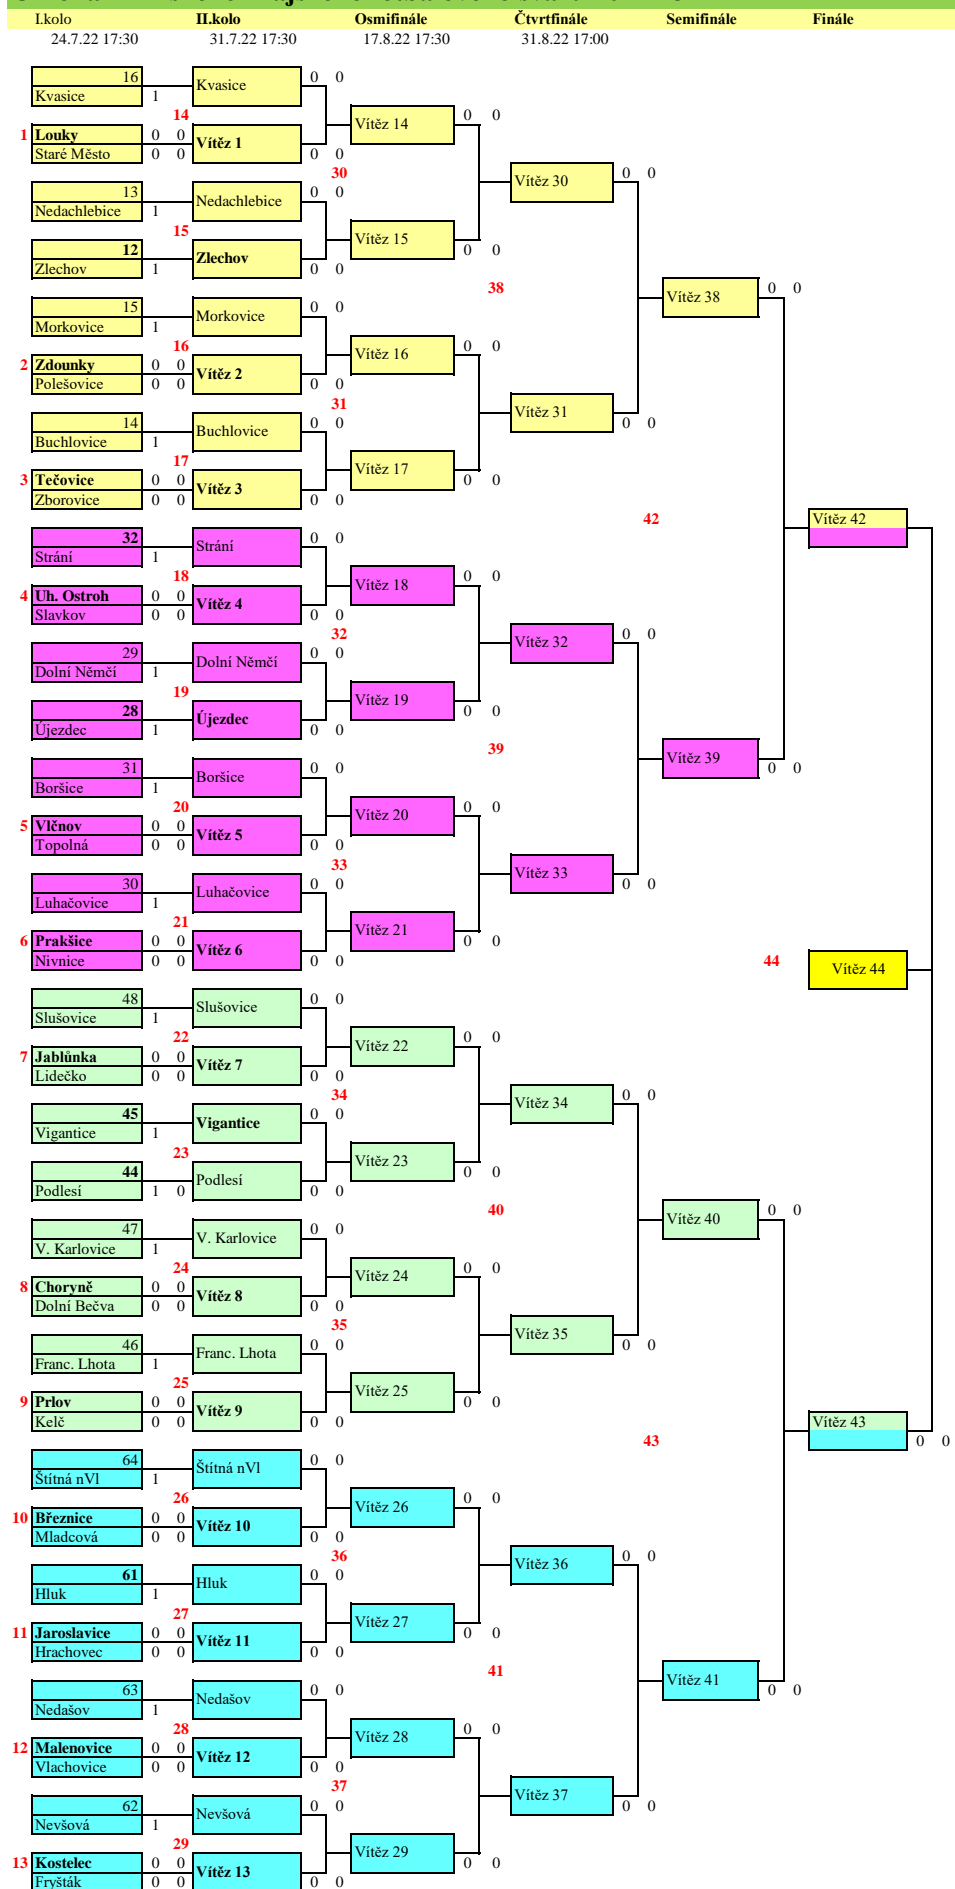 I.kolo II.kolo Osmifinále Čtvrtfinále Semifinále Finále
24.7.22 17:30 31.7.22 17:30 17.8.22 17:30 31.8.22 17:00
16 Kvasice 0 0
Kvasice 1
14 Vítěz 14 0 0
1 Louky 0 0 Vítěz 1
Staré Město 0 0 0 0
30 Vítěz 30 0 0
13 Nedachlebice 0 0
Nedachlebice 1
15 Vítěz 15
12 Zlechov 0 0
Zlechov 1 0 0
38 Vítěz 38 0 0
15 Morkovice 0 0
Morkovice 1
16 Vítěz 16 0 0
2 Zdounky 0 0 Vítěz 2
Polešovice 0 0 0 0
31 Vítěz 31
14 Buchlovice 0 0 0 0
Buchlovice 1
17 Vítěz 17
3 Tečovice 0 0 Vítěz 3 0 0
Zborovice 0 0
42 Vítěz 42
32 Strání 0 0
Strání 1
18 Vítěz 18 0 0
4 Uh. Ostroh 0 0 Vítěz 4
Slavkov 0 0 0 0
32 Vítěz 32 0 0
29 Dolní Němčí 0 0
Dolní Němčí 1
19 Vítěz 19
28 Újezdec 0 0
Újezdec 1 0 0
39 Vítěz 39
31 Boršice 0 0 0 0
Boršice 1
20 Vítěz 20 0 0
5 Vlčnov 0 0 Vítěz 5
Topolná 0 0
33 Vítěz 33
30 Luhačovice 0 0 0 0
Luhačovice 1
21 Vítěz 21
6 Prakšice 0 0 Vítěz 6 0 0
Nivnice 0 0 0 0
44 Vítěz 44
48 Slušovice 0 0
Slušovice 1
22 Vítěz 22 0 0
7 Jablůnka 0 0 Vítěz 7
Lidečko 0 0 0 0
34 Vítěz 34 0 0
45 Vigantice 0 0
Vigantice 1
23 Vítěz 23
44 Podlesí 0 0
Podlesí 1 0 0 0
40 Vítěz 40 0 0
47 V. Karlovice 0 0
V. Karlovice 1
24 Vítěz 24 0 0
8 Choryně 0 0 Vítěz 8
Dolní Bečva 0 0 0 0
35 Vítěz 35
46 Franc. Lhota 0 0 0 0
Franc. Lhota 1
25 Vítěz 25
9 Prlov 0 0 Vítěz 9 0 0
Kelč 0 0 Vítěz 43
43 0 0
64 Štítná nVl 0 0
Štítná nVl 1
26 Vítěz 26 0 0
10 Březnice 0 0 Vítěz 10
Mladcová 0 0 0 0
36 Vítěz 36 0 0
61 Hluk 0 0
Hluk 1
27 Vítěz 27
11 Jaroslavice 0 0 Vítěz 11 0 0
Hrachovec 0 0 0 0
41 Vítěz 41
63 Nedašov 0 0 0 0
Nedašov 1
28 Vítěz 28 0 0
12 Malenovice 0 0 Vítěz 12
Vlachovice 0 0 0 0
37 Vítěz 37
62 Nevšová 0 0 0 0
Nevšová 1
29 Vítěz 29
13 Kostelec 0 0 Vítěz 13 0 0
Fryšták 0 0 0 0